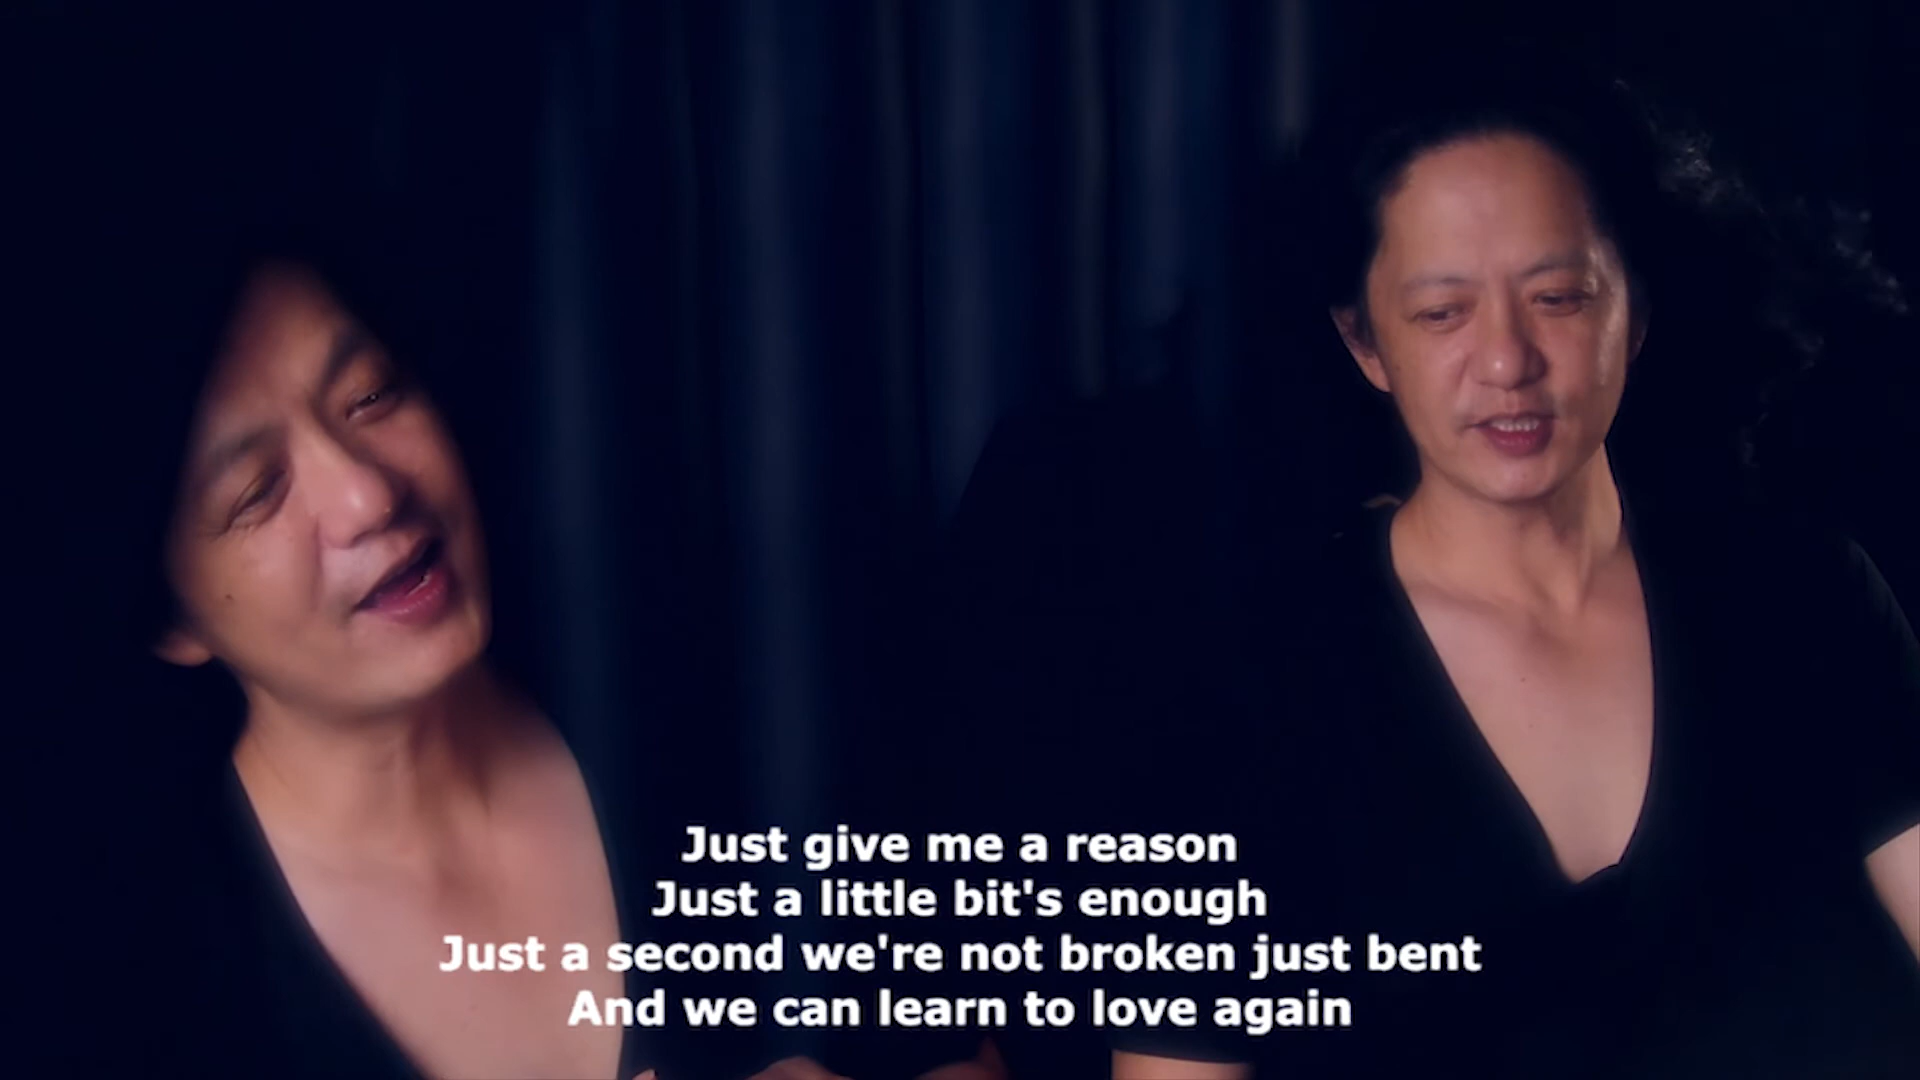 Just give me a reason
Just a little bit's enough
Just a second we're not broken just bent
And we can learn to love again